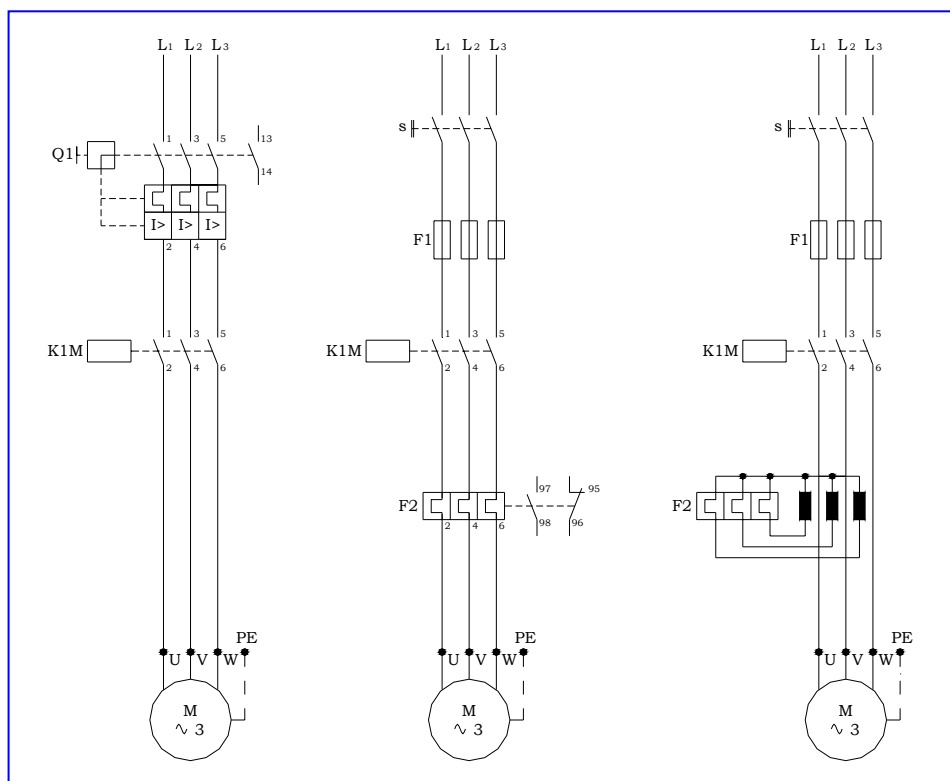 L1 L2 L3
L1 L2 L3
L1 L2 L3
s
s
1 3 5 13
Q1
14
I> I> I>
2 4 6
F1
F1
1 3 5
1 3 5
1 3 5
K1M
K1M
K1M
2 4 6
2 4 6
2 4 6
97 95
F2
F2
2 4 6 98 96
PE
PE
PE
U V W
U V W
U V W
M
3
M
3
M
3